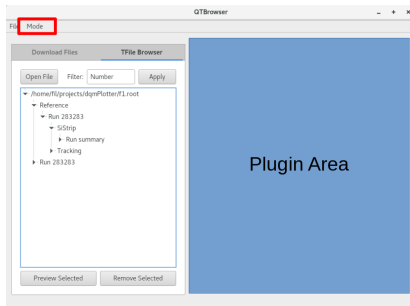 QTBrowser
File Mode
Download Files TFile Browser
Open File Filter: Number Apply
/home/fil/projects/dqmPlotter/f1.root
Reference
Run 283283
SiStrip
Run summary
Tracking
Run 283283
Plugin Area
Preview Selected Remove Selected